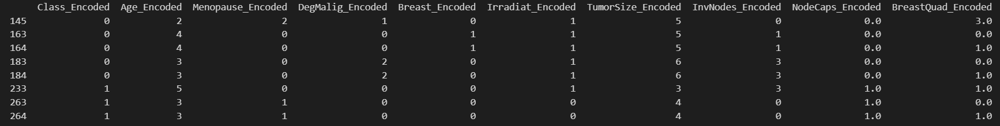 Class_Encoded Age_Encoded Menopause_Encoded DegMalig_Encoded Breast_Encoded Irradiat_Encoded TumorSize_Encoded InvNodes_Encoded NodeCaps_Encoded BreastQuad_Encoded
145 0 2 2 1 0 1 5 0 0.0 3.0
163 0 4 0 0 1 1 5 1 0.0 0.0
164 0 4 0 0 1 1 5 1 0.0 1.0
183 0 3 0 2 0 1 6 3 0.0 0.0
184 0 3 0 2 0 1 6 3 0.0 1.0
233 1 5 0 0 0 1 3 3 1.0 1.0
263 1 3 1 0 0 0 4 0 1.0 0.0
264 1 3 1 0 0 0 4 0 1.0 1.0